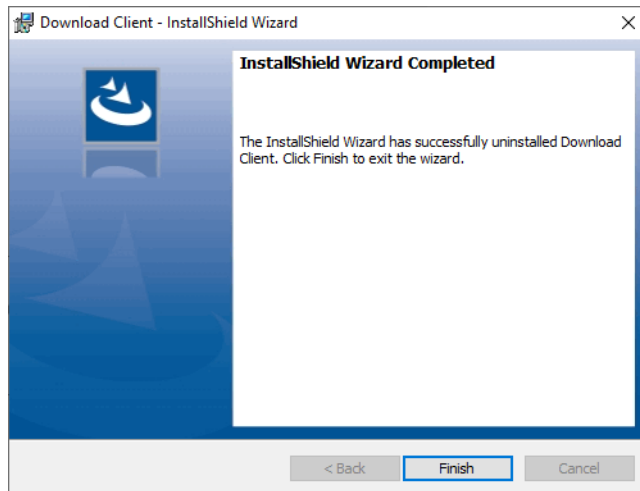 Download Client - InstallShield Wizard
InstallShield Wizard Completed
The InstallShield Wizard has successfully uninstalled Download
Client. Click Finish to exit the wizard.
< Back Finish Cancel